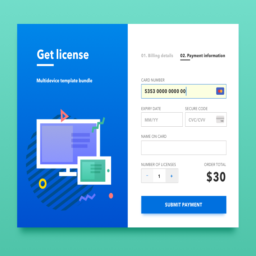 Get license
Multidevice template bundle
01. Billing details
02. Payment information
CARD NUMBER
5353 0000 0000 00
EXPIRY DATE
SECURE CODE
MM/YY
CVC/CVV
NAME ON CARD
NUMBER OF LICENSES
ORDER TOTAL
- 1 +
$30
SUBMIT PAYMENT